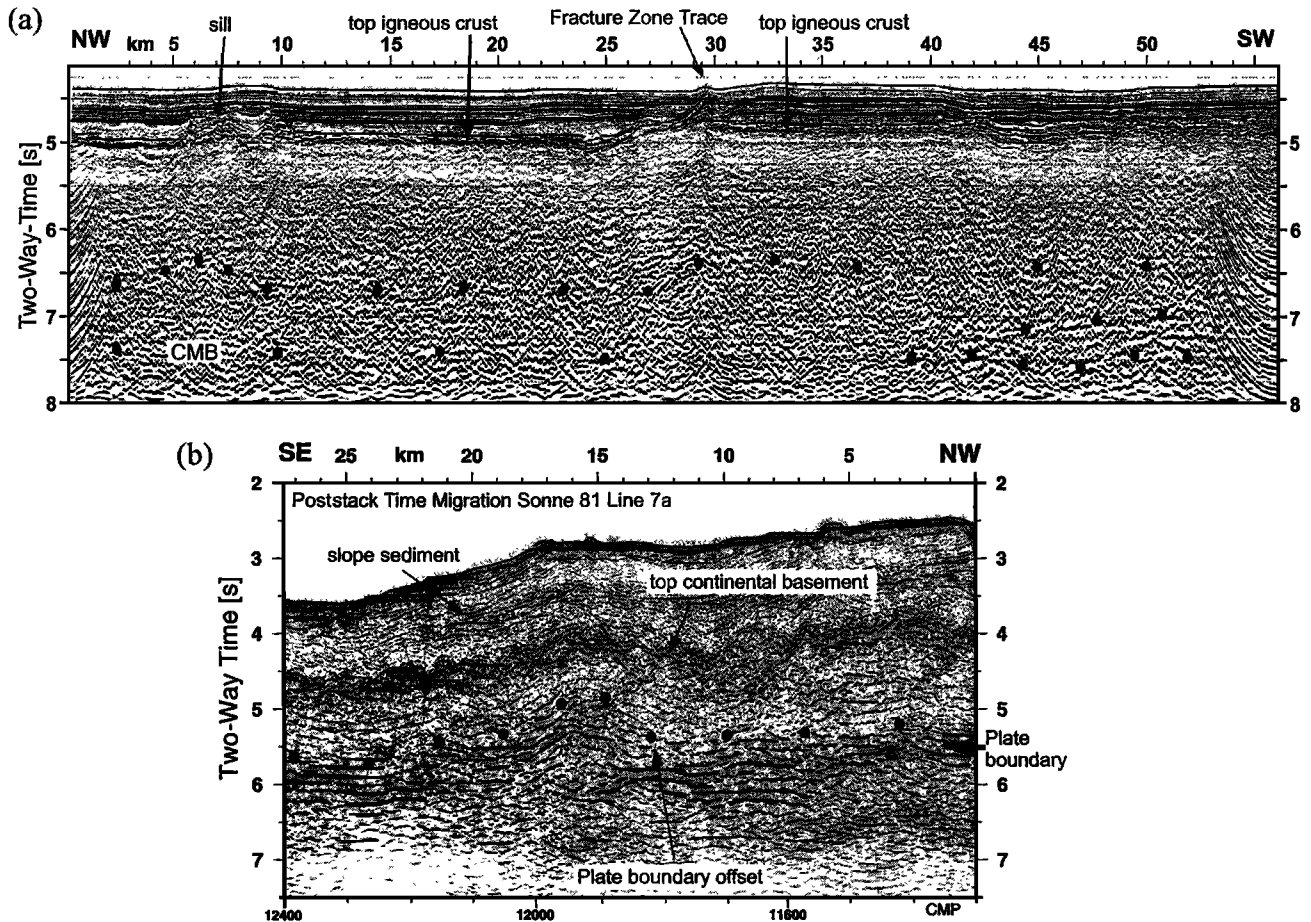 (a)
Fracture Zone Trace
sill
top igneous crust
top igneous crust
NW km 5 10 15 20 25 30 35 40 45 50 SW
Two-Way-Time [s]
5 5
6 6
7 7
CMB
8 8
(b)
SE 25 km 20 15 10 5 NW
2 2
Poststack Time Migration Sonne 81 Line 7a
3 3
slope sediment
top continental basement
Two-Way Time [s]
4 4
5 5
Plate
boundary
6 6
7 7
Plate boundary offset
12400 12000 11600 CMP